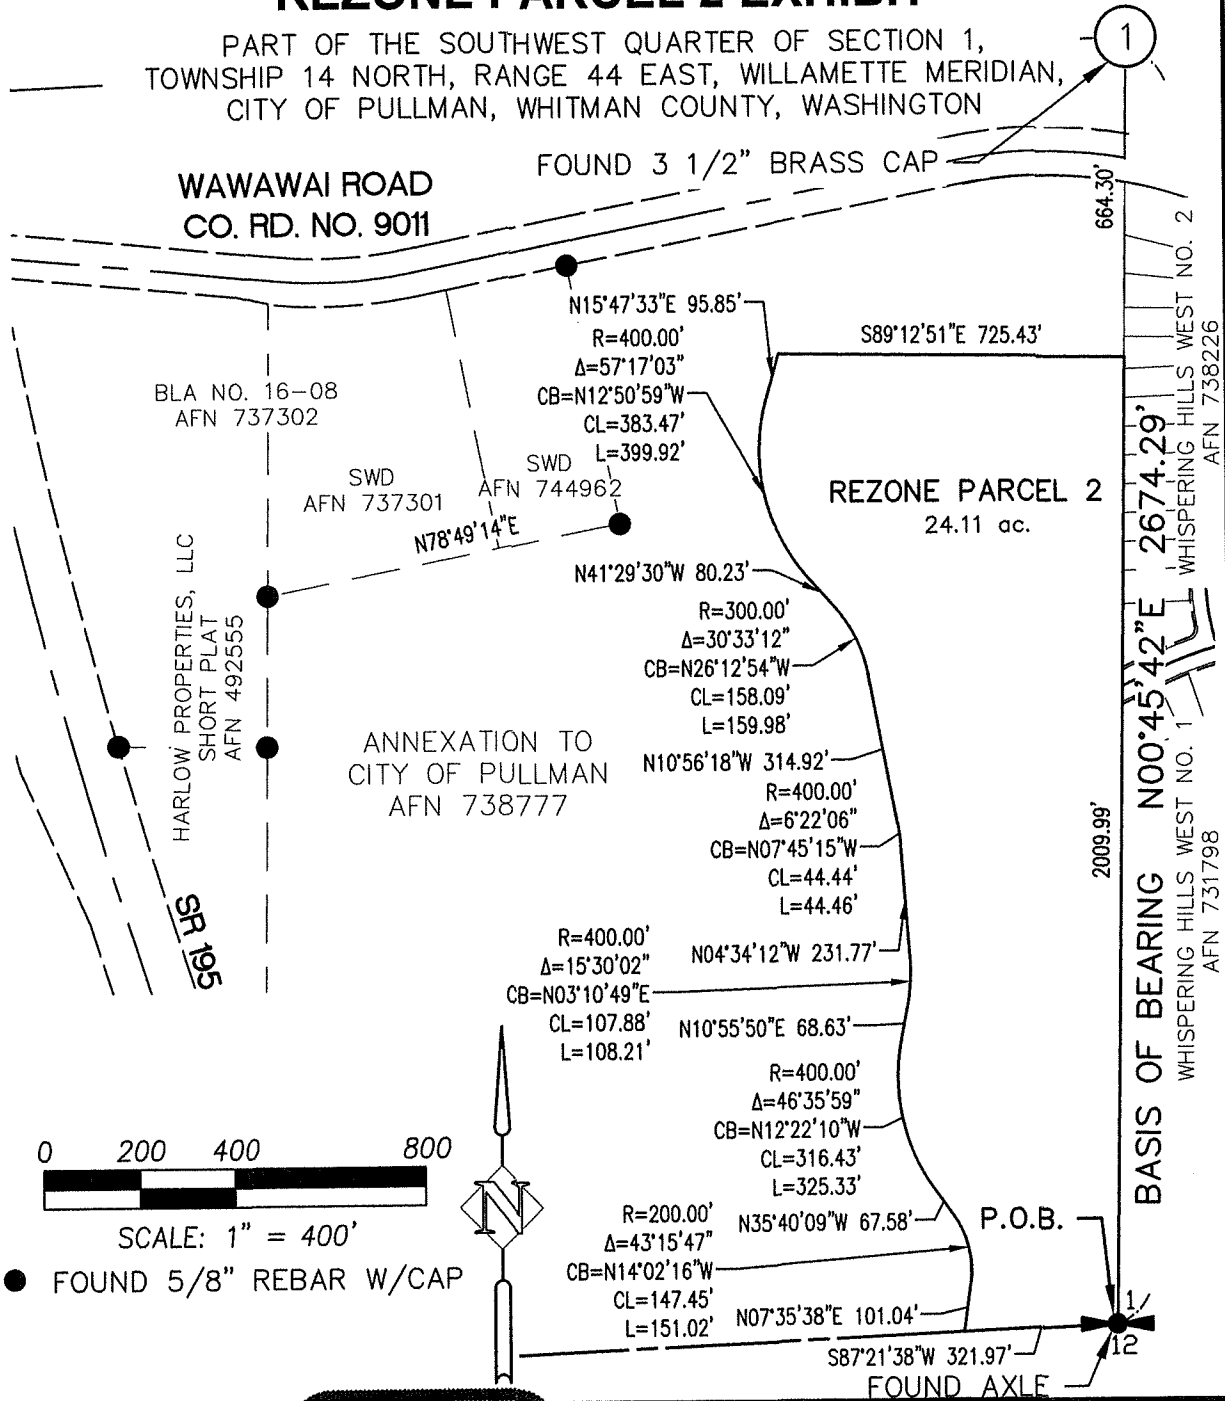 REZONE PARCEL 2 EXHIBIT
PART OF THE SOUTHWEST QUARTER OF SECTION 1,
TOWNSHIP 14 NORTH, RANGE 44 EAST, WILLAMETTE MERIDIAN,
CITY OF PULLMAN, WHITMAN COUNTY, WASHINGTON
1
FOUND 3 1/2" BRASS CAP
WAWAWAI ROAD
CO. RD. NO. 9011
664.30'
WHISPERING HILLS WEST NO. 2
AFN 738226
N15°47'33"E 95.85'
R=400.00'
Δ=57°17'03"
CB=N12°50'59"W
CL=383.47'
L=399.92'
S89°12'51"E 725.43'
BLA NO. 16-08
AFN 737302
SWD
AFN 737301
SWD
AFN 744962
N78°49'14"E
REZONE PARCEL 2
24.11 ac.
BASIS OF BEARING N00°45'42"E 2674.29'
N41°29'30"W 80.23'
R=300.00'
Δ=30°33'12"
CB=N26°12'54"W
CL=158.09'
L=159.98'
HARLOW PROPERTIES, LLC
SHORT PLAT
AFN 492555
ANNEXATION TO
CITY OF PULLMAN
AFN 738777
N10°56'18"W 314.92'
R=400.00'
Δ=6°22'06"
CB=N07°45'15"W
CL=44.44'
L=44.46'
2009.99'
WHISPERING HILLS WEST NO. 1
AFN 731798
SR 195
N04°34'12"W 231.77'
R=400.00'
Δ=15°30'02"
CB=N03°10'49"E
CL=107.88'
L=108.21'
N10°55'50"E 68.63'
R=400.00'
Δ=46°35'59"
CB=N12°22'10"W
CL=316.43'
L=325.33'
0 200 400 800
SCALE: 1" = 400'
N
FOUND 5/8" REBAR W/CAP
N35°40'09"W 67.58'
R=200.00'
Δ=43°15'47"
CB=N14°02'16"W
CL=147.45'
L=151.02'
N07°35'38"E 101.04'
P.O.B.
1
12
S87°21'38"W 321.97'
FOUND AXLE